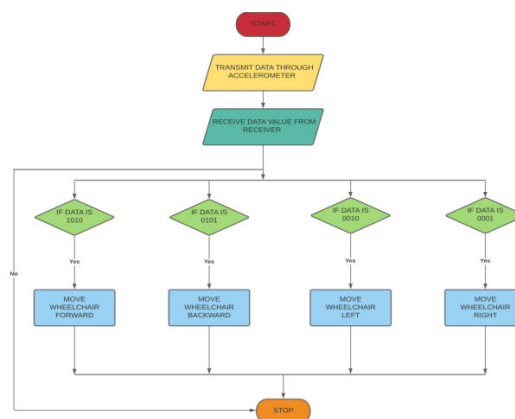 START
TRANSMIT DATA THROUGH
ACCELEROMETER
RECEIVE DATA VALUE FROM
RECEIVER
IF DATA IS
1010
IF DATA IS
0101
IF DATA IS
0010
IF DATA IS
0001
Yes
Yes
Yes
Yes
No
MOVE
WHEELCHAIR
FORWARD
MOVE
WHEELCHAIR
BACKWARD
MOVE
WHEELCHAIR
LEFT
MOVE
WHEELCHAIR
RIGHT
STOP